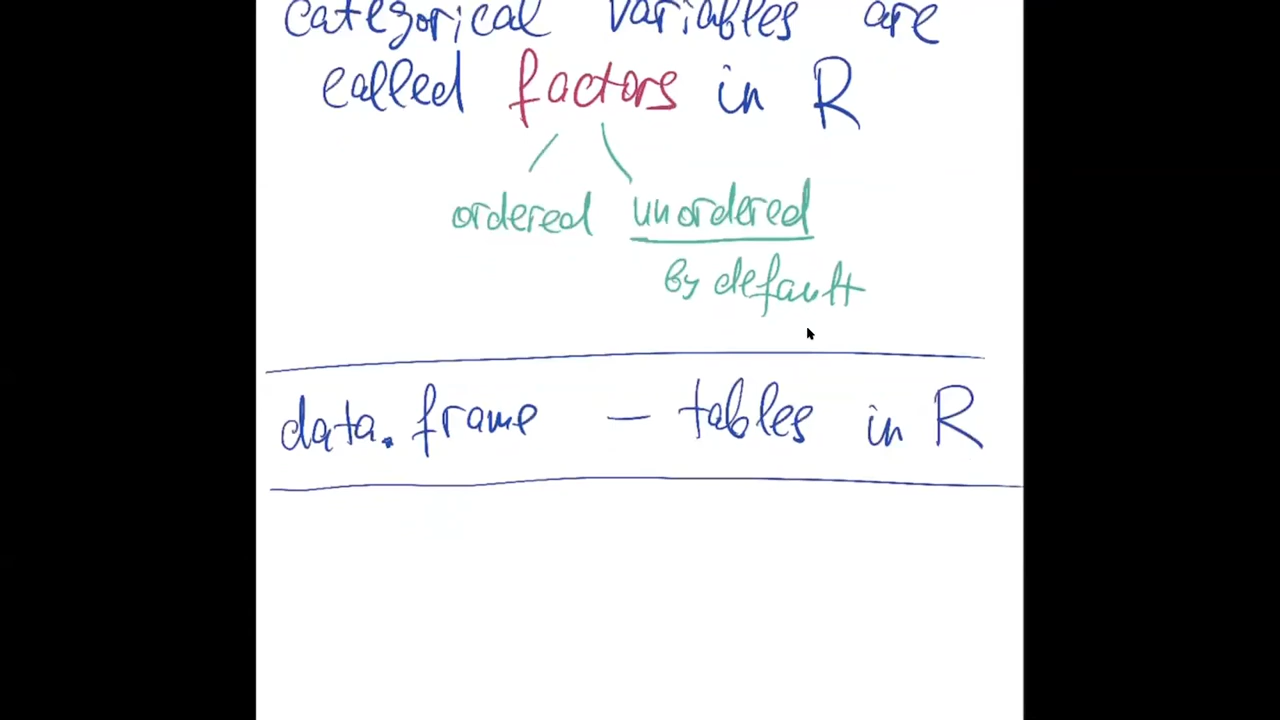 categorical variables are
called factors in R
ordered unordered
by default
data.frame — tables in R